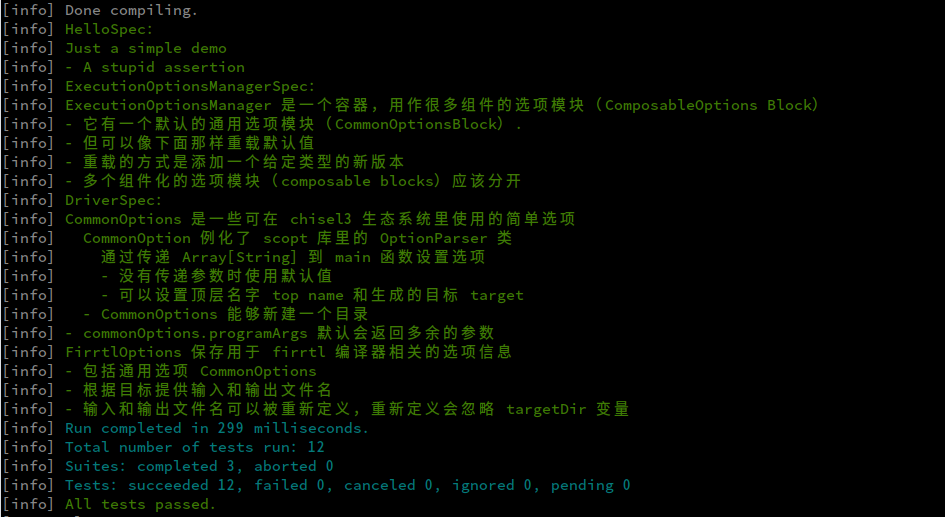 [info] Done compiling.
[info] HelloSpec:
[info] Just a simple demo
[info] - A stupid assertion
[info] ExecutionOptionsManagerSpec:
[info] ExecutionOptionsManager 是一个容器，用作很多组件的选项模块（ComposableOptions Block）
[info] - 它有一个默认的通用选项模块（CommonOptionsBlock）.
[info] - 但可以像下面那样重载默认值
[info] - 重载的方式是添加一个给定类型的新版本
[info] - 多个组件化的选项模块（composable blocks）应该分开
[info] DriverSpec:
[info] CommonOptions 是一些可在 chisel3 生态系统里使用的简单选项
[info]   CommonOption 例化了 scopt 库里的 OptionParser 类
[info]     通过传递 Array[String] 到 main 函数设置选项
[info]     - 没有传递参数时使用默认值
[info]     - 可以设置顶层名字 top name 和生成的目标 target
[info]   - CommonOptions 能够新建一个目录
[info] - commonOptions.programArgs 默认会返回多余的参数
[info] FirrtlOptions 保存用于 firrtl 编译器相关的选项信息
[info] - 包括通用选项 CommonOptions
[info] - 根据目标提供输入和输出文件名
[info] - 输入和输出文件名可以被重新定义，重新定义会忽略 targetDir 变量
[info] Run completed in 299 milliseconds.
[info] Total number of tests run: 12
[info] Suites: completed 3, aborted 0
[info] Tests: succeeded 12, failed 0, canceled 0, ignored 0, pending 0
[info] All tests passed.